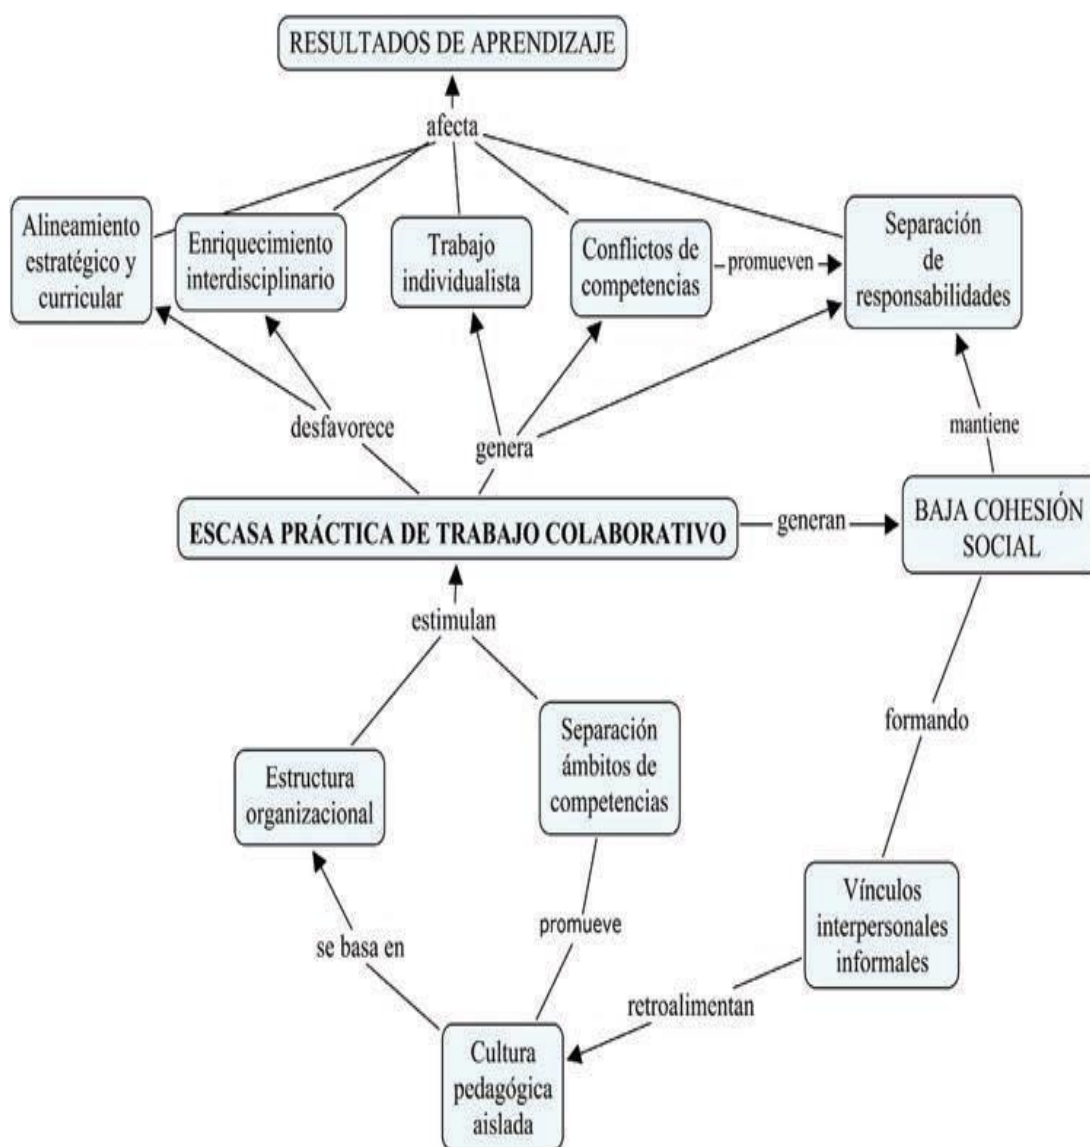 RESULTADOS DE APRENDIZAJE
afecta
Alineamiento
estratégico y
curricular
Enriquecimiento
interdisciplinario
Trabajo
individualista
Conflictos de
competencias
promueven
Separación
de
responsabilidades
desfavorece
genera
mantiene
ESCASA PRÁCTICA DE TRABAJO COLABORATIVO
generan
BAJA COHESIÓN
SOCIAL
estimulan
formando
Estructura
organizacional
Separación
ámbitos de
competencias
Vínculos
interpersonales
informales
se basa en
promueve
retroalimentan
Cultura
pedagógica
aislada